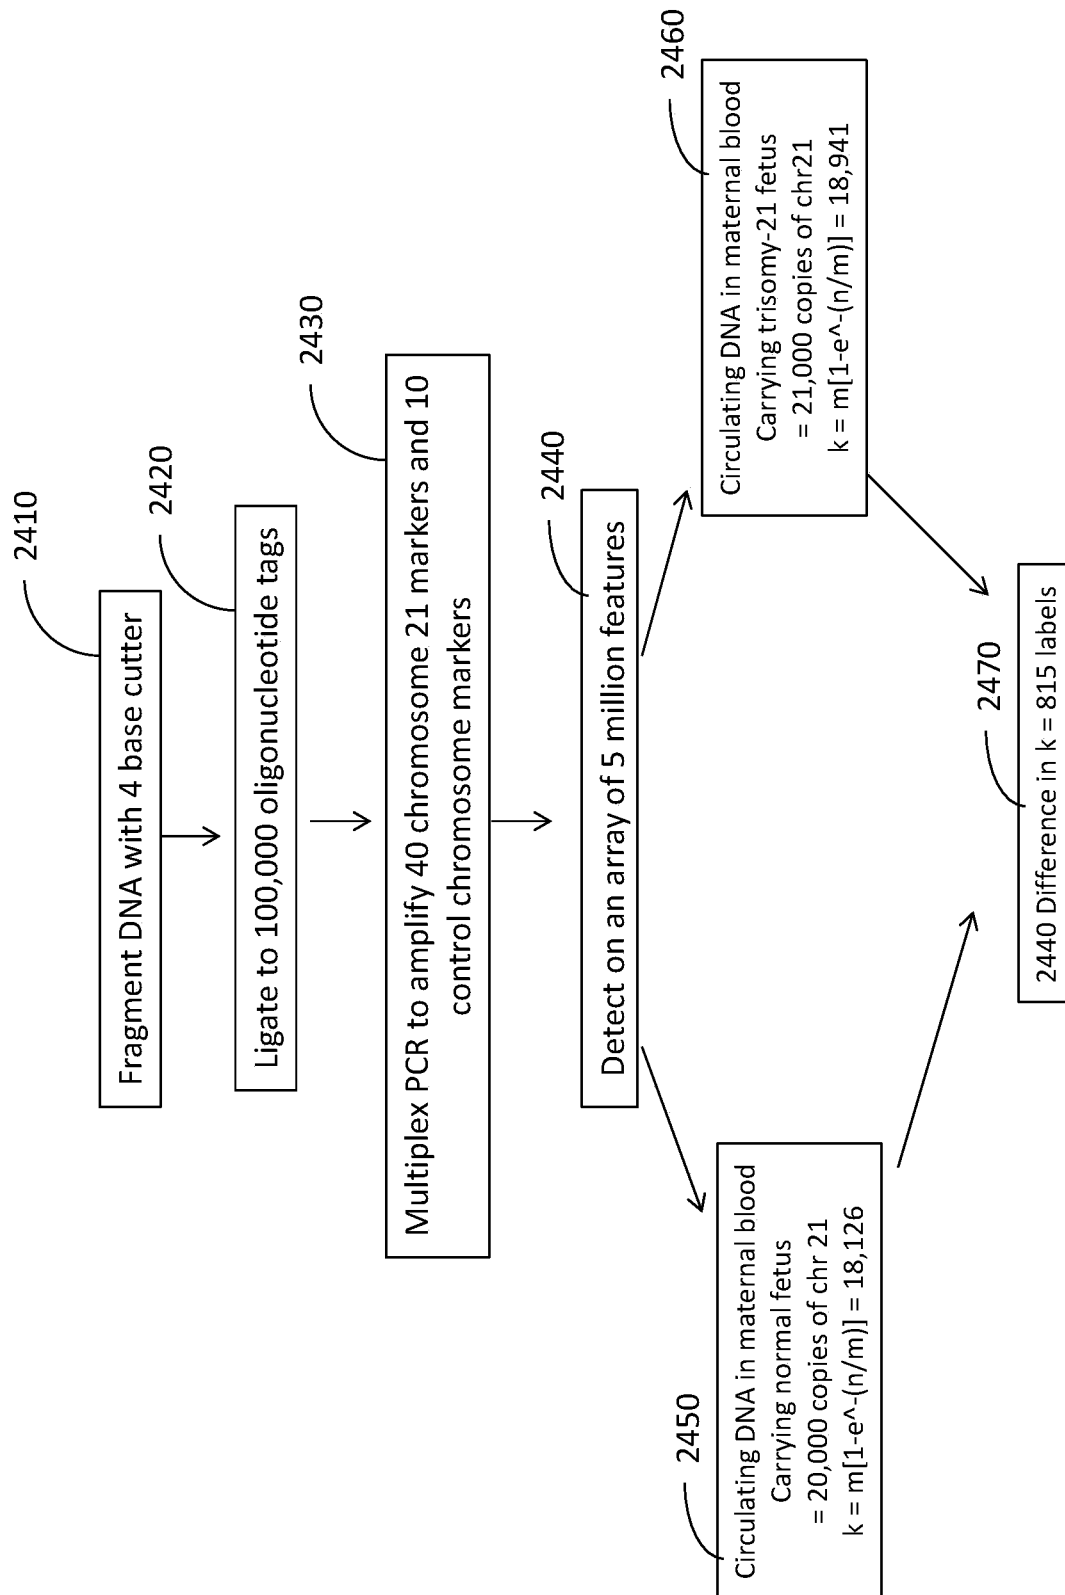 2410
Fragment DNA with 4 base cutter
2420
Ligate to 100,000 oligonucleotide tags
2430
Multiplex PCR to amplify 40 chromosome 21 markers and 10
control chromosome markers
2440
Detect on an array of 5 million features
2450
Circulating DNA in maternal blood
Carrying normal fetus
= 20,000 copies of chr 21
k = m[1-e^-(n/m)] = 18,126
2460
Circulating DNA in maternal blood
Carrying trisomy-21 fetus
= 21,000 copies of chr21
k = m[1-e^-(n/m)] = 18,941
2470
2440 Difference in k = 815 labels